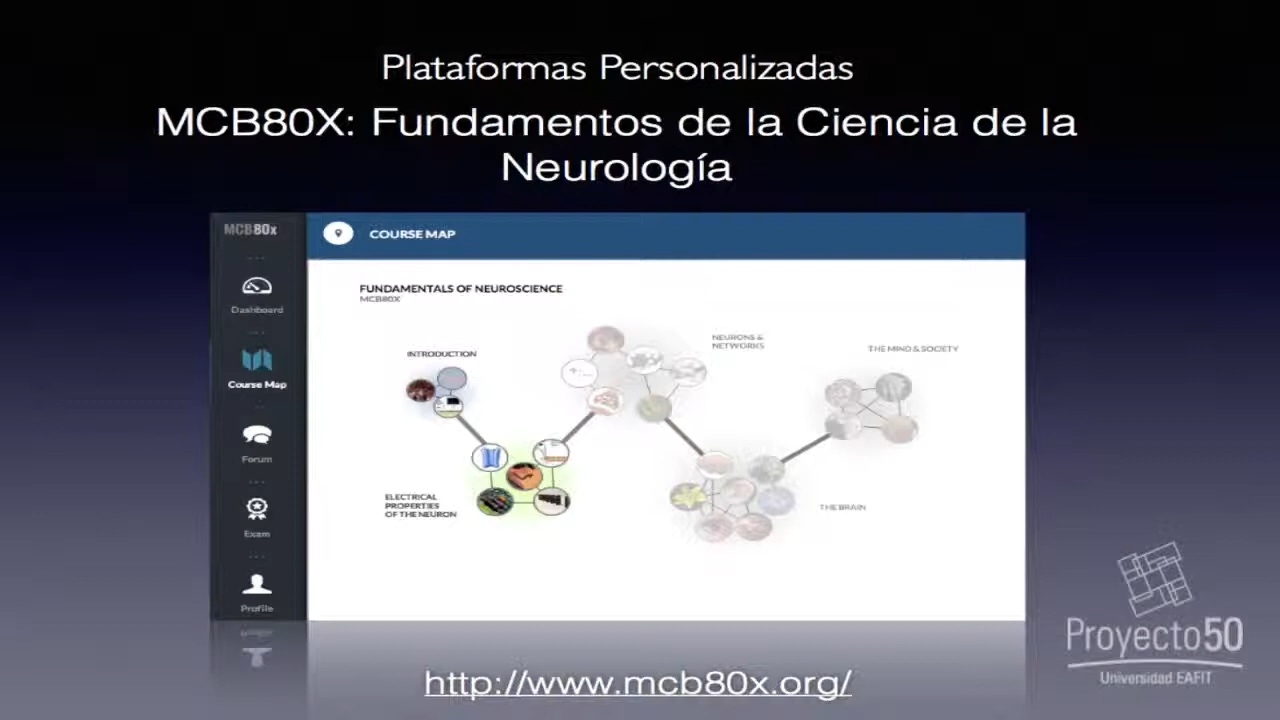 Plataformas Personalizadas
MCB80X: Fundamentos de la Ciencia de la
Neurología
MCB80x
COURSE MAP
Dashboard
Course Map
Forum
Exam
Profile
FUNDAMENTALS OF NEUROSCIENCE
MCB80X
INTRODUCTION
NEURONS &
NETWORKS
THE MIND & SOCIETY
ELECTRICAL
PROPERTIES
OF THE NEURON
THE BRAIN
http://www.mcb80x.org/
Proyecto50
Universidad EAFIT